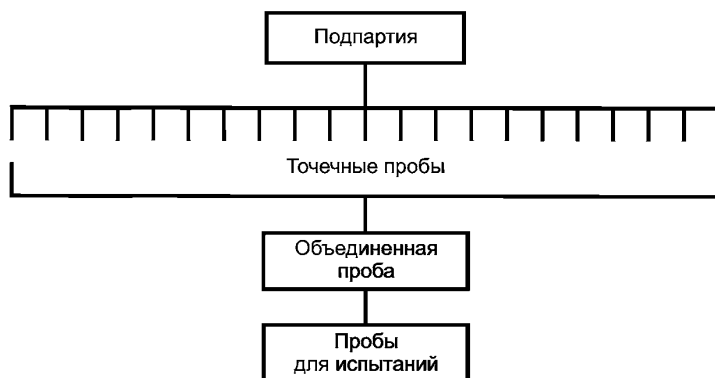 Подпартия
Точечные пробы
Объединенная
проба
Пробы
для испытаний